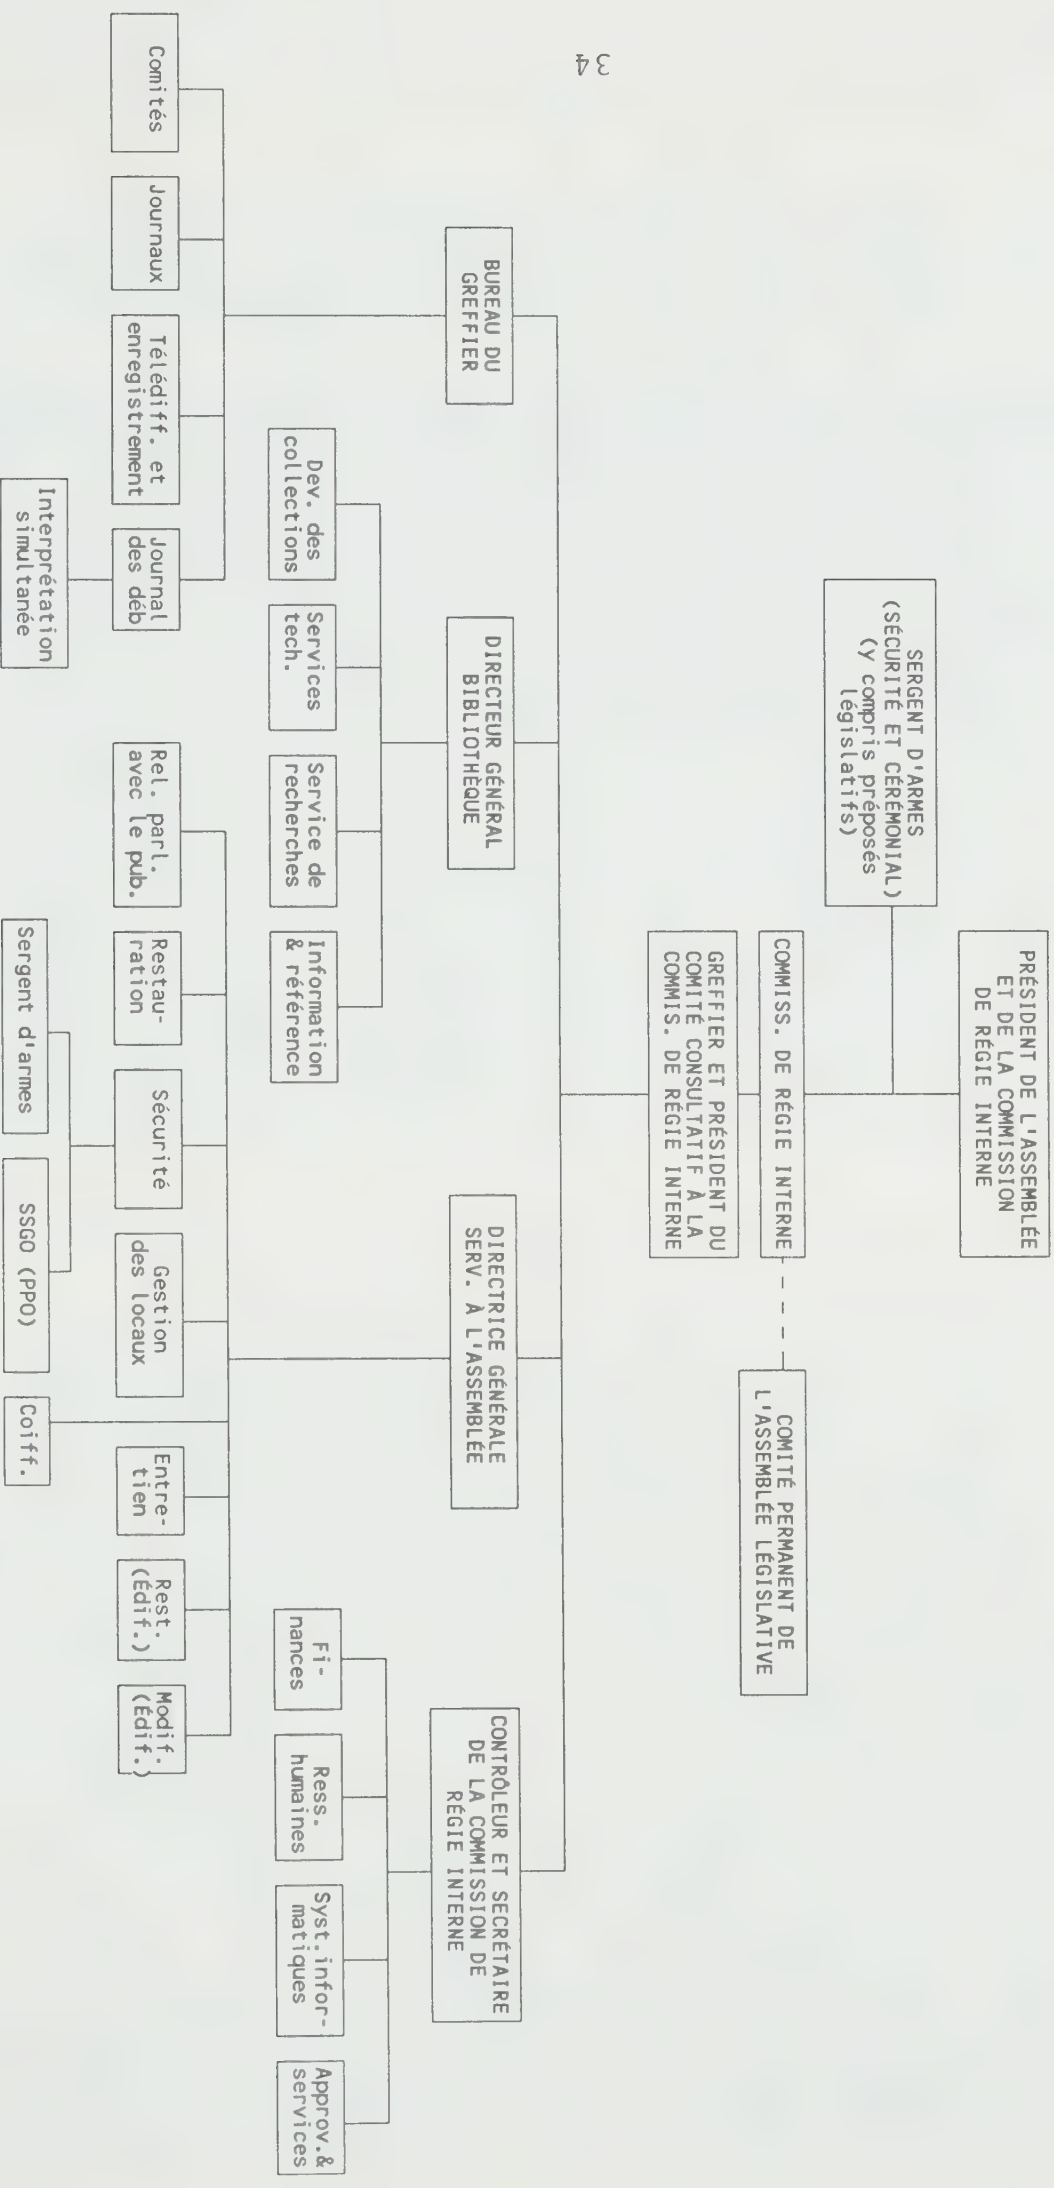 PRÉSIDENT DE L'ASSEMBLÉE
ET DE LA COMMISSION
DE RÉGIE INTERNE
SERGENT D'ARMES
(SÉCURITÉ ET CÉRÉMONIAL)
(y compris préposés
législatifs)
COMMISS. DE RÉGIE INTERNE
COMITÉ PERMANENT DE
L'ASSEMBLÉE LÉGISLATIVE
GREFFIER ET PRÉSIDENT DU
COMITÉ CONSULTATIF À LA
COMMIS. DE RÉGIE INTERNE
BUREAU DU
GREFFIER
DIRECTEUR GÉNÉRAL
BIBLIOTHEQUE
DIRECTRICE GÉNÉRALE
SERV. À L'ASSEMBLÉE
CONTRÔLEUR ET SECRÉTAIRE
DE LA COMMISSION DE
RÉGIE INTERNE
Dev. des
collections
Services
tech.
Service de
recherches
Information
& référence
Fi-
nances
Ress.
humaines
Syst.infor-
matiques
Approv.&
services
Comités
Journaux
Télédiff. et
enregistrement
Journal
des déb
Rel. parl.
avec le pub.
Restau-
ration
Sécurité
Gestion
des locaux
Entre-
tien
Rest.
(Édif.)
Modif.
(Édif.)
Interprétation
simultanée
Sergent d'armes
SSGO (PPO)
Coiff.
34